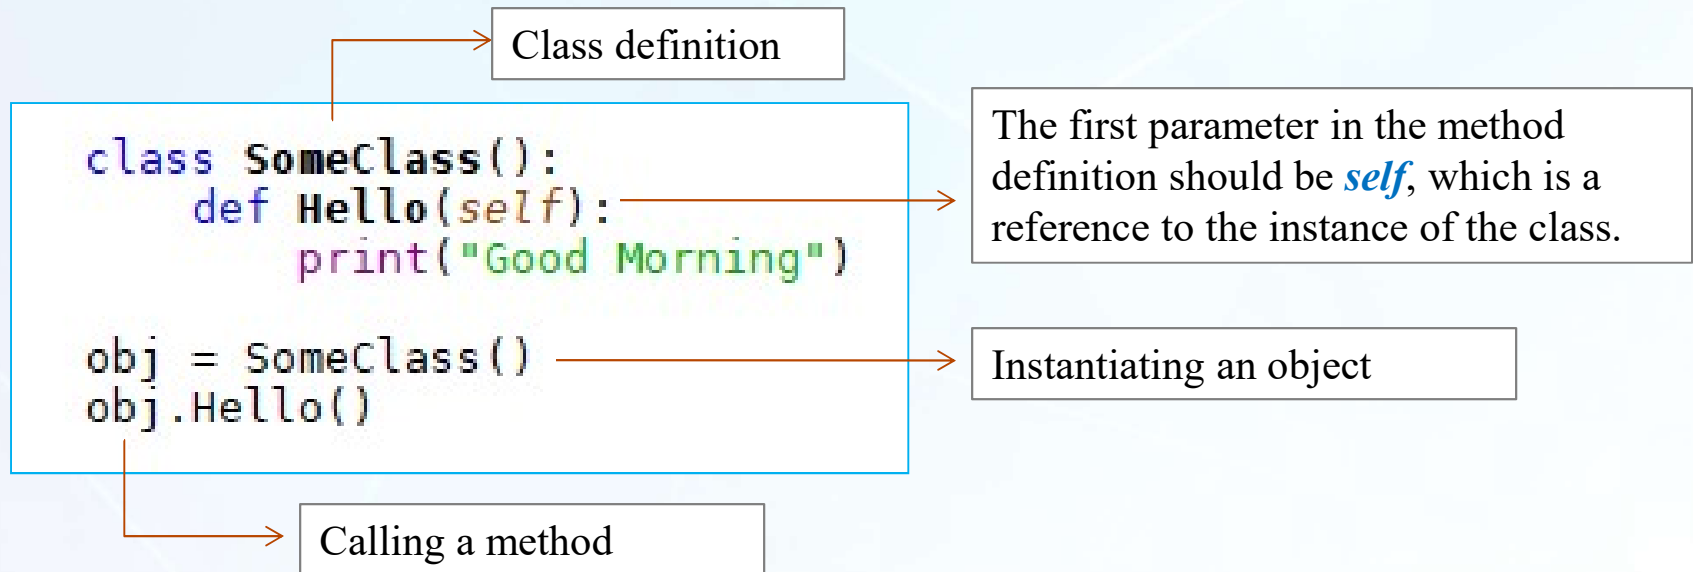 Class definition
class SomeClass():
    def Hello(self):
        print("Good Morning")
obj = SomeClass()
obj.Hello()
The first parameter in the method
definition should be self, which is a
reference to the instance of the class.
Instantiating an object
Calling a method